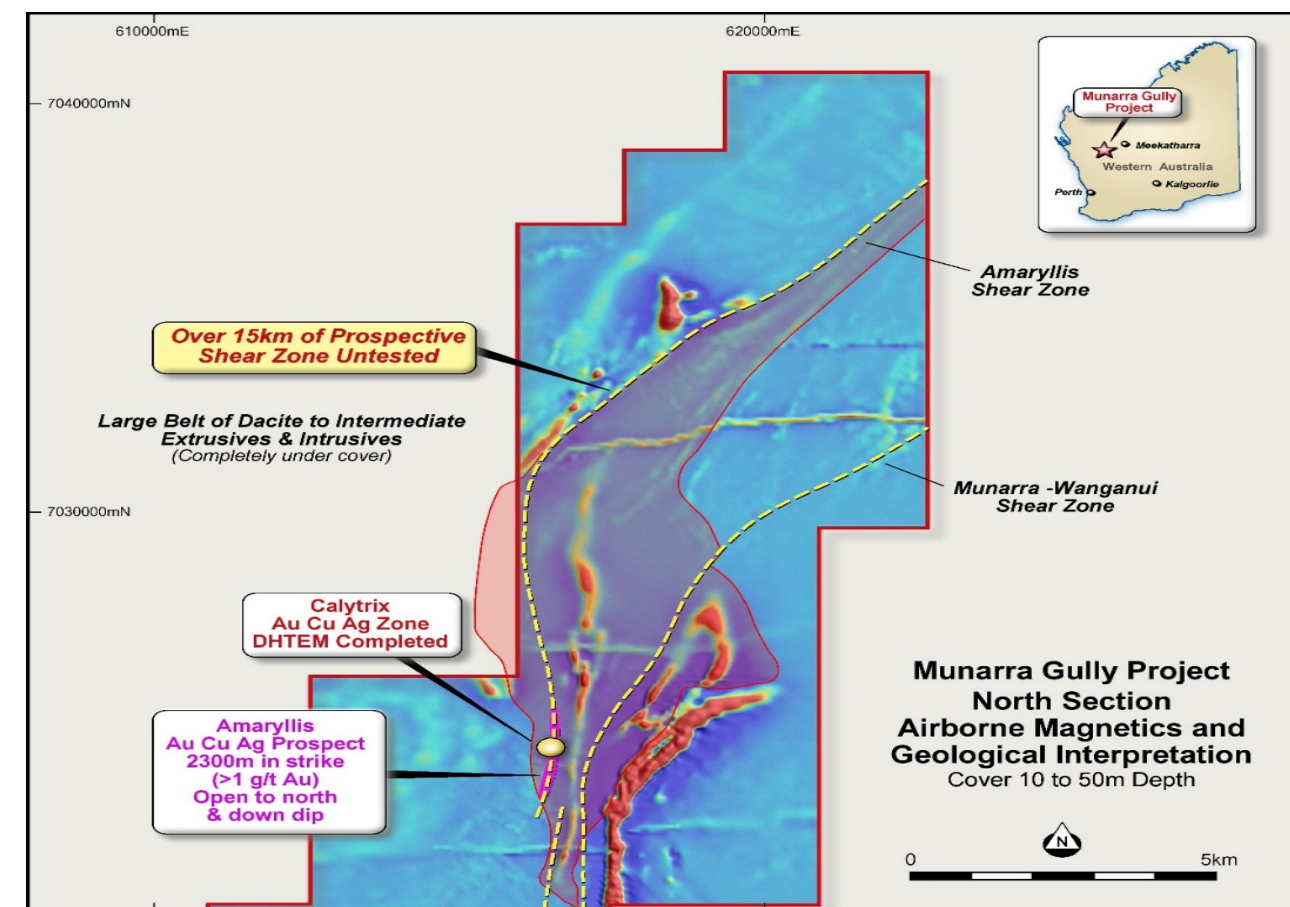 610000mE
620000mE
7040000mN
Munarra Gully
Project
Meekatharra
Western Australia
Kalgoorlie
Perth
Amaryllis
Shear Zone
Over 15km of Prospective
Shear Zone Untested
Large Belt of Dacite to Intermediate
Extrusives & Intrusives
(Completely under cover)
Munarra -Wanganui
Shear Zone
7030000mN
Calytrix
Au Cu Ag Zone
DHTEM Completed
Amaryllis
Au Cu Ag Prospect
2300m in strike
(>1 g/t Au)
Open to north
& down dip
Munarra Gully Project
North Section
Airborne Magnetics and
Geological Interpretation
Cover 10 to 50m Depth
N
0
5km